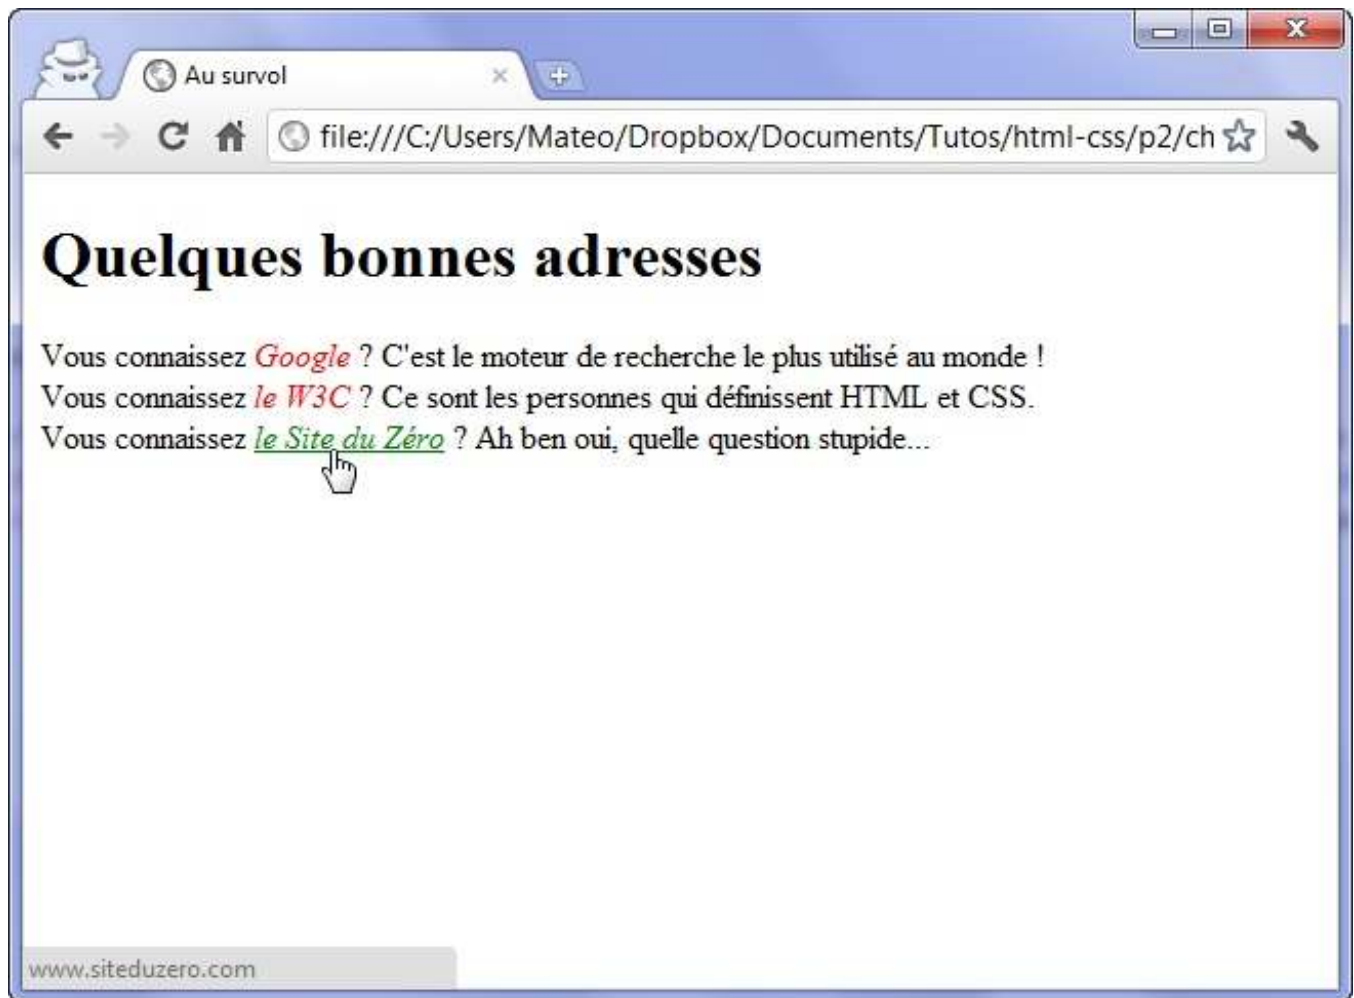 Au survol
file:///C:/Users/Mateo/Dropbox/Documents/Tutos/html-css/p2/ch
Quelques bonnes adresses
Vous connaissez Google ? C'est le moteur de recherche le plus utilisé au monde !
Vous connaissez le W3C ? Ce sont les personnes qui définissent HTML et CSS.
Vous connaissez le Site du Zéro ? Ah ben oui, quelle question stupide...
www.siteduzero.com